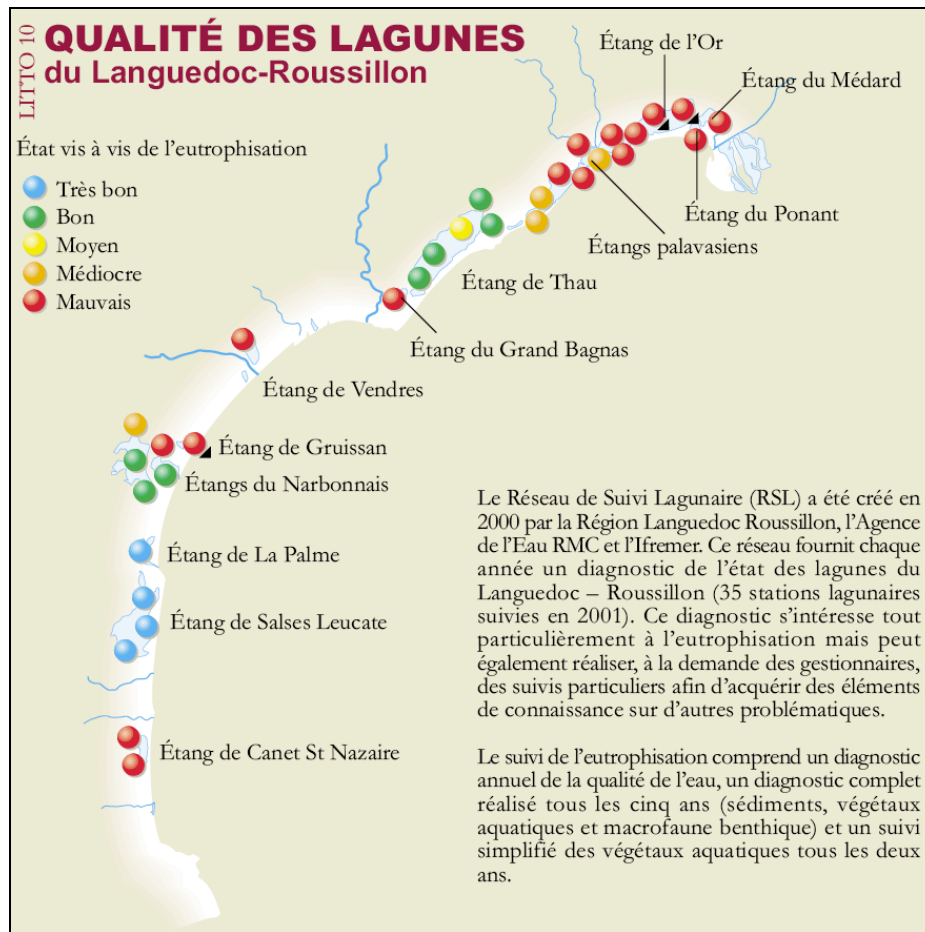 LITTO 10
QUALITÉ DES LAGUNES
du Languedoc-Roussillon
État vis à vis de l'eutrophisation
Très bon
Bon
Moyen
Médiocre
Mauvais
Étang de l'Or
Étang du Médard
Étang du Ponant
Étangs palavasiens
Étang de Thau
Étang du Grand Bagnas
Étang de Vendres
Étang de Gruissan
Étangs du Narbonnais
Étang de La Palme
Étang de Salses Leucate
Étang de Canet St Nazaire
Le Réseau de Suivi Lagunaire (RSL) a été créé en
2000 par la Région Languedoc Roussillon, l'Agence
de l'Eau RMC et l'Ifremer. Ce réseau fournit chaque
année un diagnostic de l'état des lagunes du
Languedoc – Roussillon (35 stations lagunaires
suivies en 2001). Ce diagnostic s'intéresse tout
particulièrement à l'eutrophisation mais peut
également réaliser, à la demande des gestionnaires,
des suivis particuliers afin d'acquérir des éléments
de connaissance sur d'autres problématiques.
Le suivi de l'eutrophisation comprend un diagnostic
annuel de la qualité de l'eau, un diagnostic complet
réalisé tous les cinq ans (sédiments, végétaux
aquatiques et macrofaune benthique) et un suivi
simplifié des végétaux aquatiques tous les deux
ans.